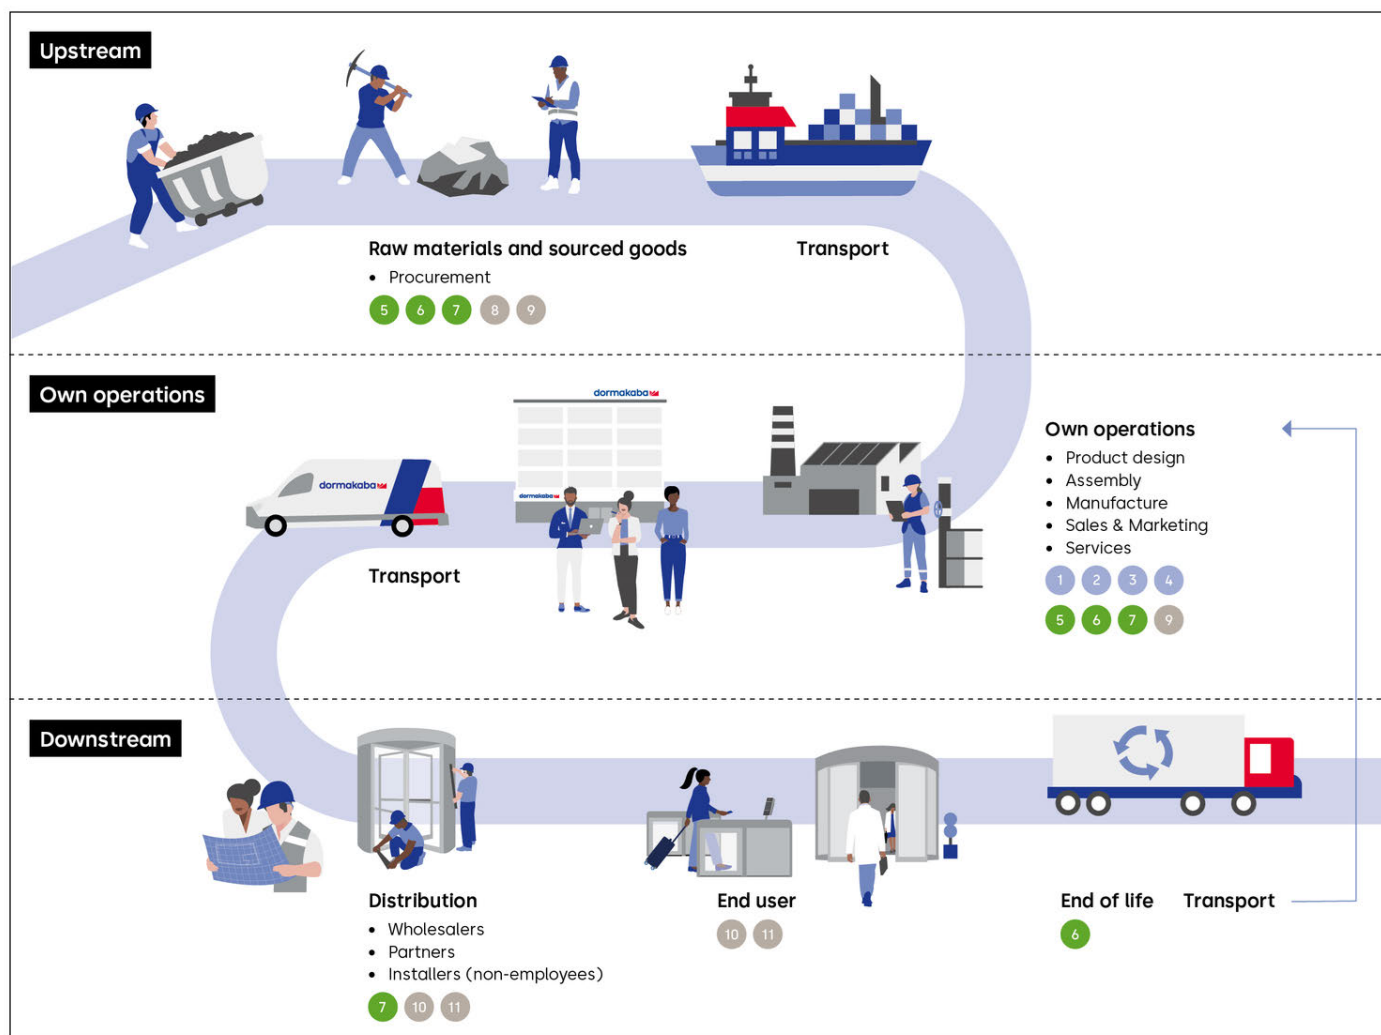 Upstream
Raw materials and sourced goods
• Procurement
5 6 7 8 9
Transport
Own operations
dormakaba
dormakaba
dormakaba
Transport
Own operations
• Product design
• Assembly
• Manufacture
• Sales & Marketing
• Services
1 2 3 4
5 6 7 9
Downstream
Distribution
• Wholesalers
• Partners
• Installers (non-employees)
7 10 11
End user
10 11
End of life
6
Transport